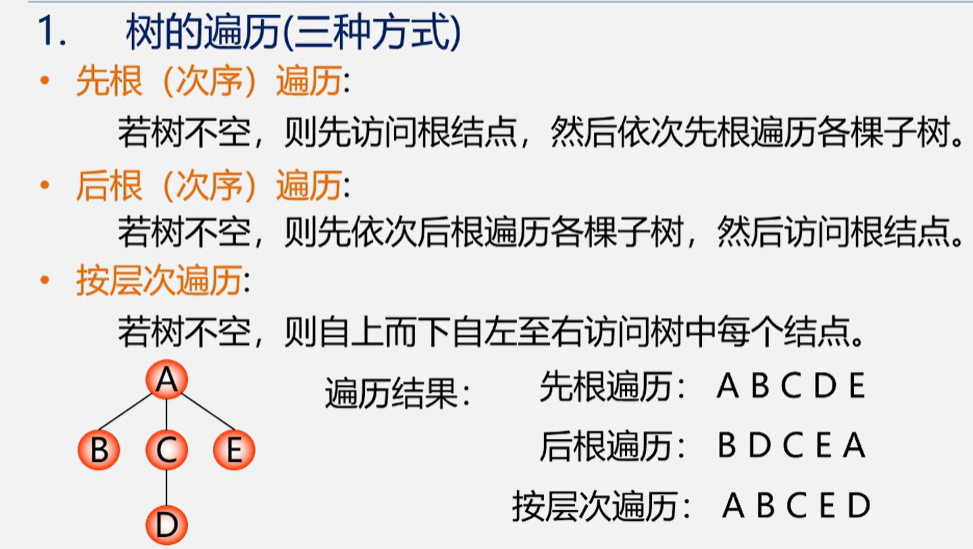 1. 树的遍历(三种方式)
• 先根（次序）遍历:
若树不空，则先访问根结点，然后依次先根遍历各棵子树。
• 后根（次序）遍历:
若树不空，则先依次后根遍历各棵子树，然后访问根结点。
• 按层次遍历:
若树不空，则自上而下自左至右访问树中每个结点。
A
B C E
D
遍历结果：
先根遍历： A B C D E
后根遍历： B D C E A
按层次遍历： A B C E D